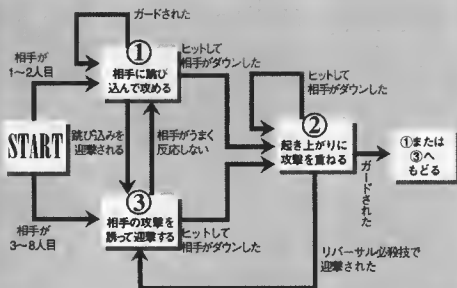 ガードされた
相手が
1～2人目
①
相手に跳び
込んで攻める
ヒットして
相手がダウンした
ヒットして
相手がダウンした
START
跳び込みを
迎撃される
相手がうまく
反応しない
②
起き上がりに
攻撃を重ねる
ガードされた
①または
③へ
もどる
相手が
3～8人目
③
相手の攻撃を
誘って迎撃する
ヒットして
相手がダウンした
リバーサル必殺技で
迎撃された